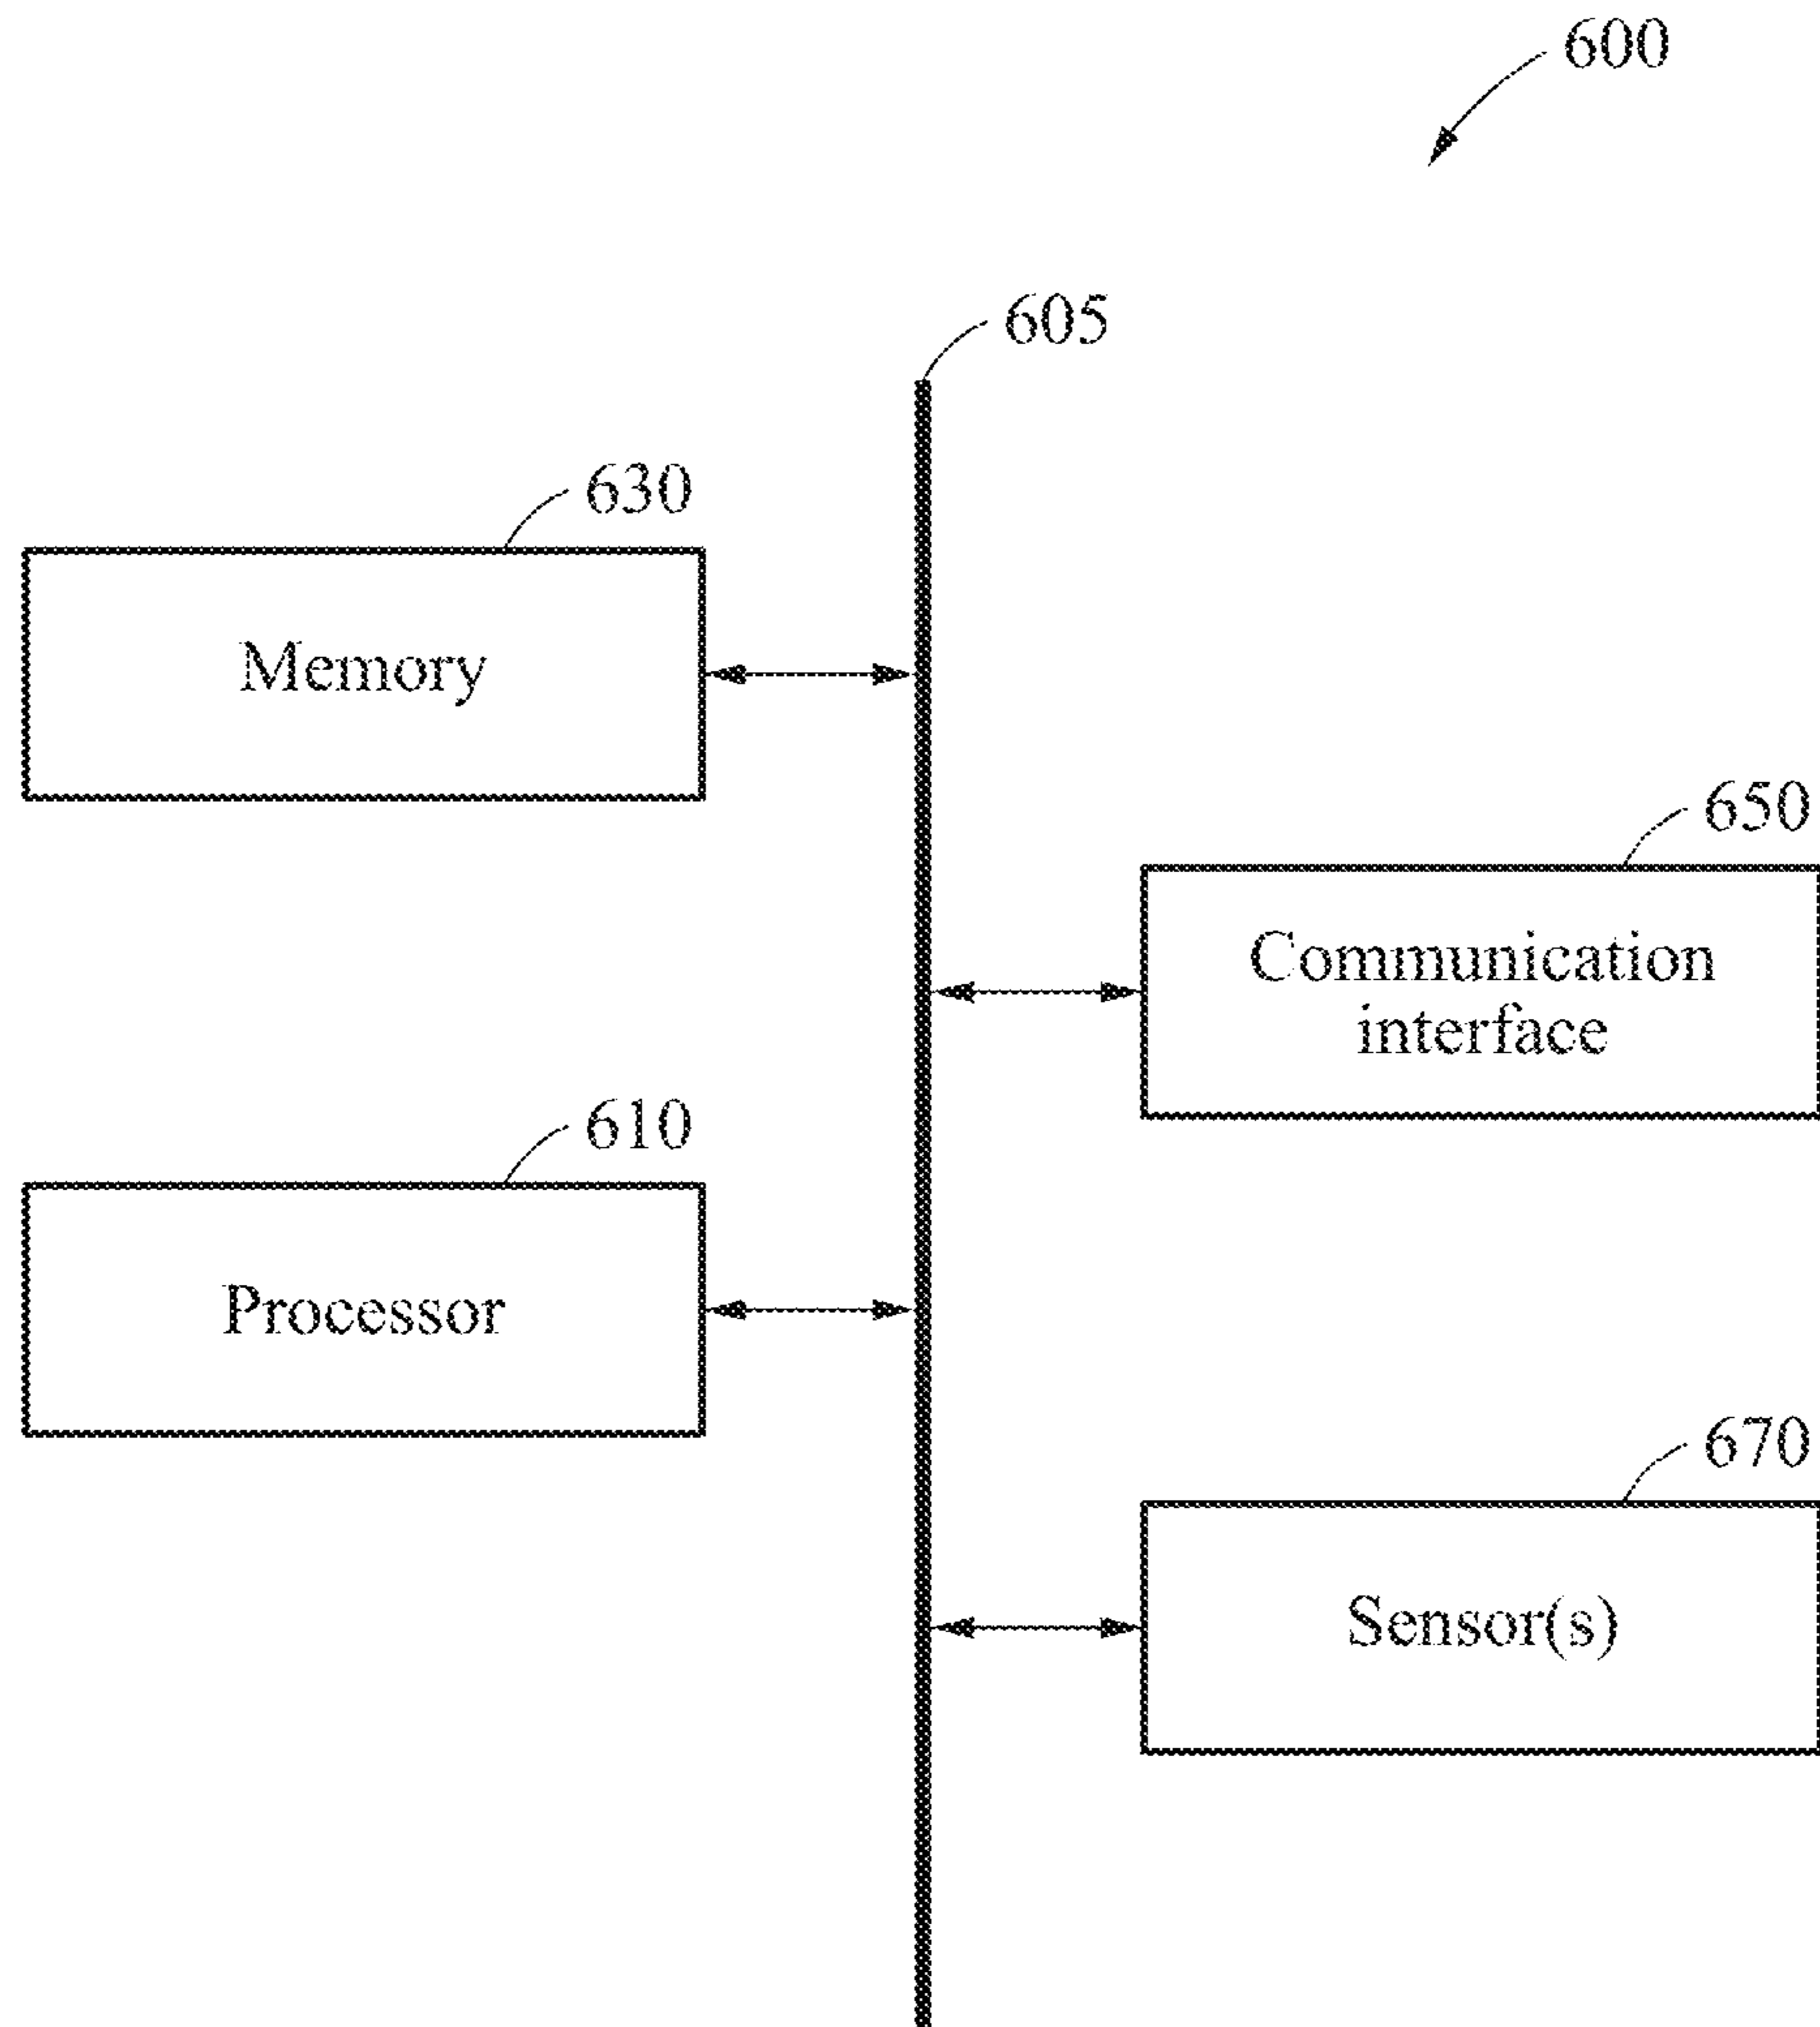 600
605
630
Memory
650
Communication
interface
610
Processor
670
Sensor(s)